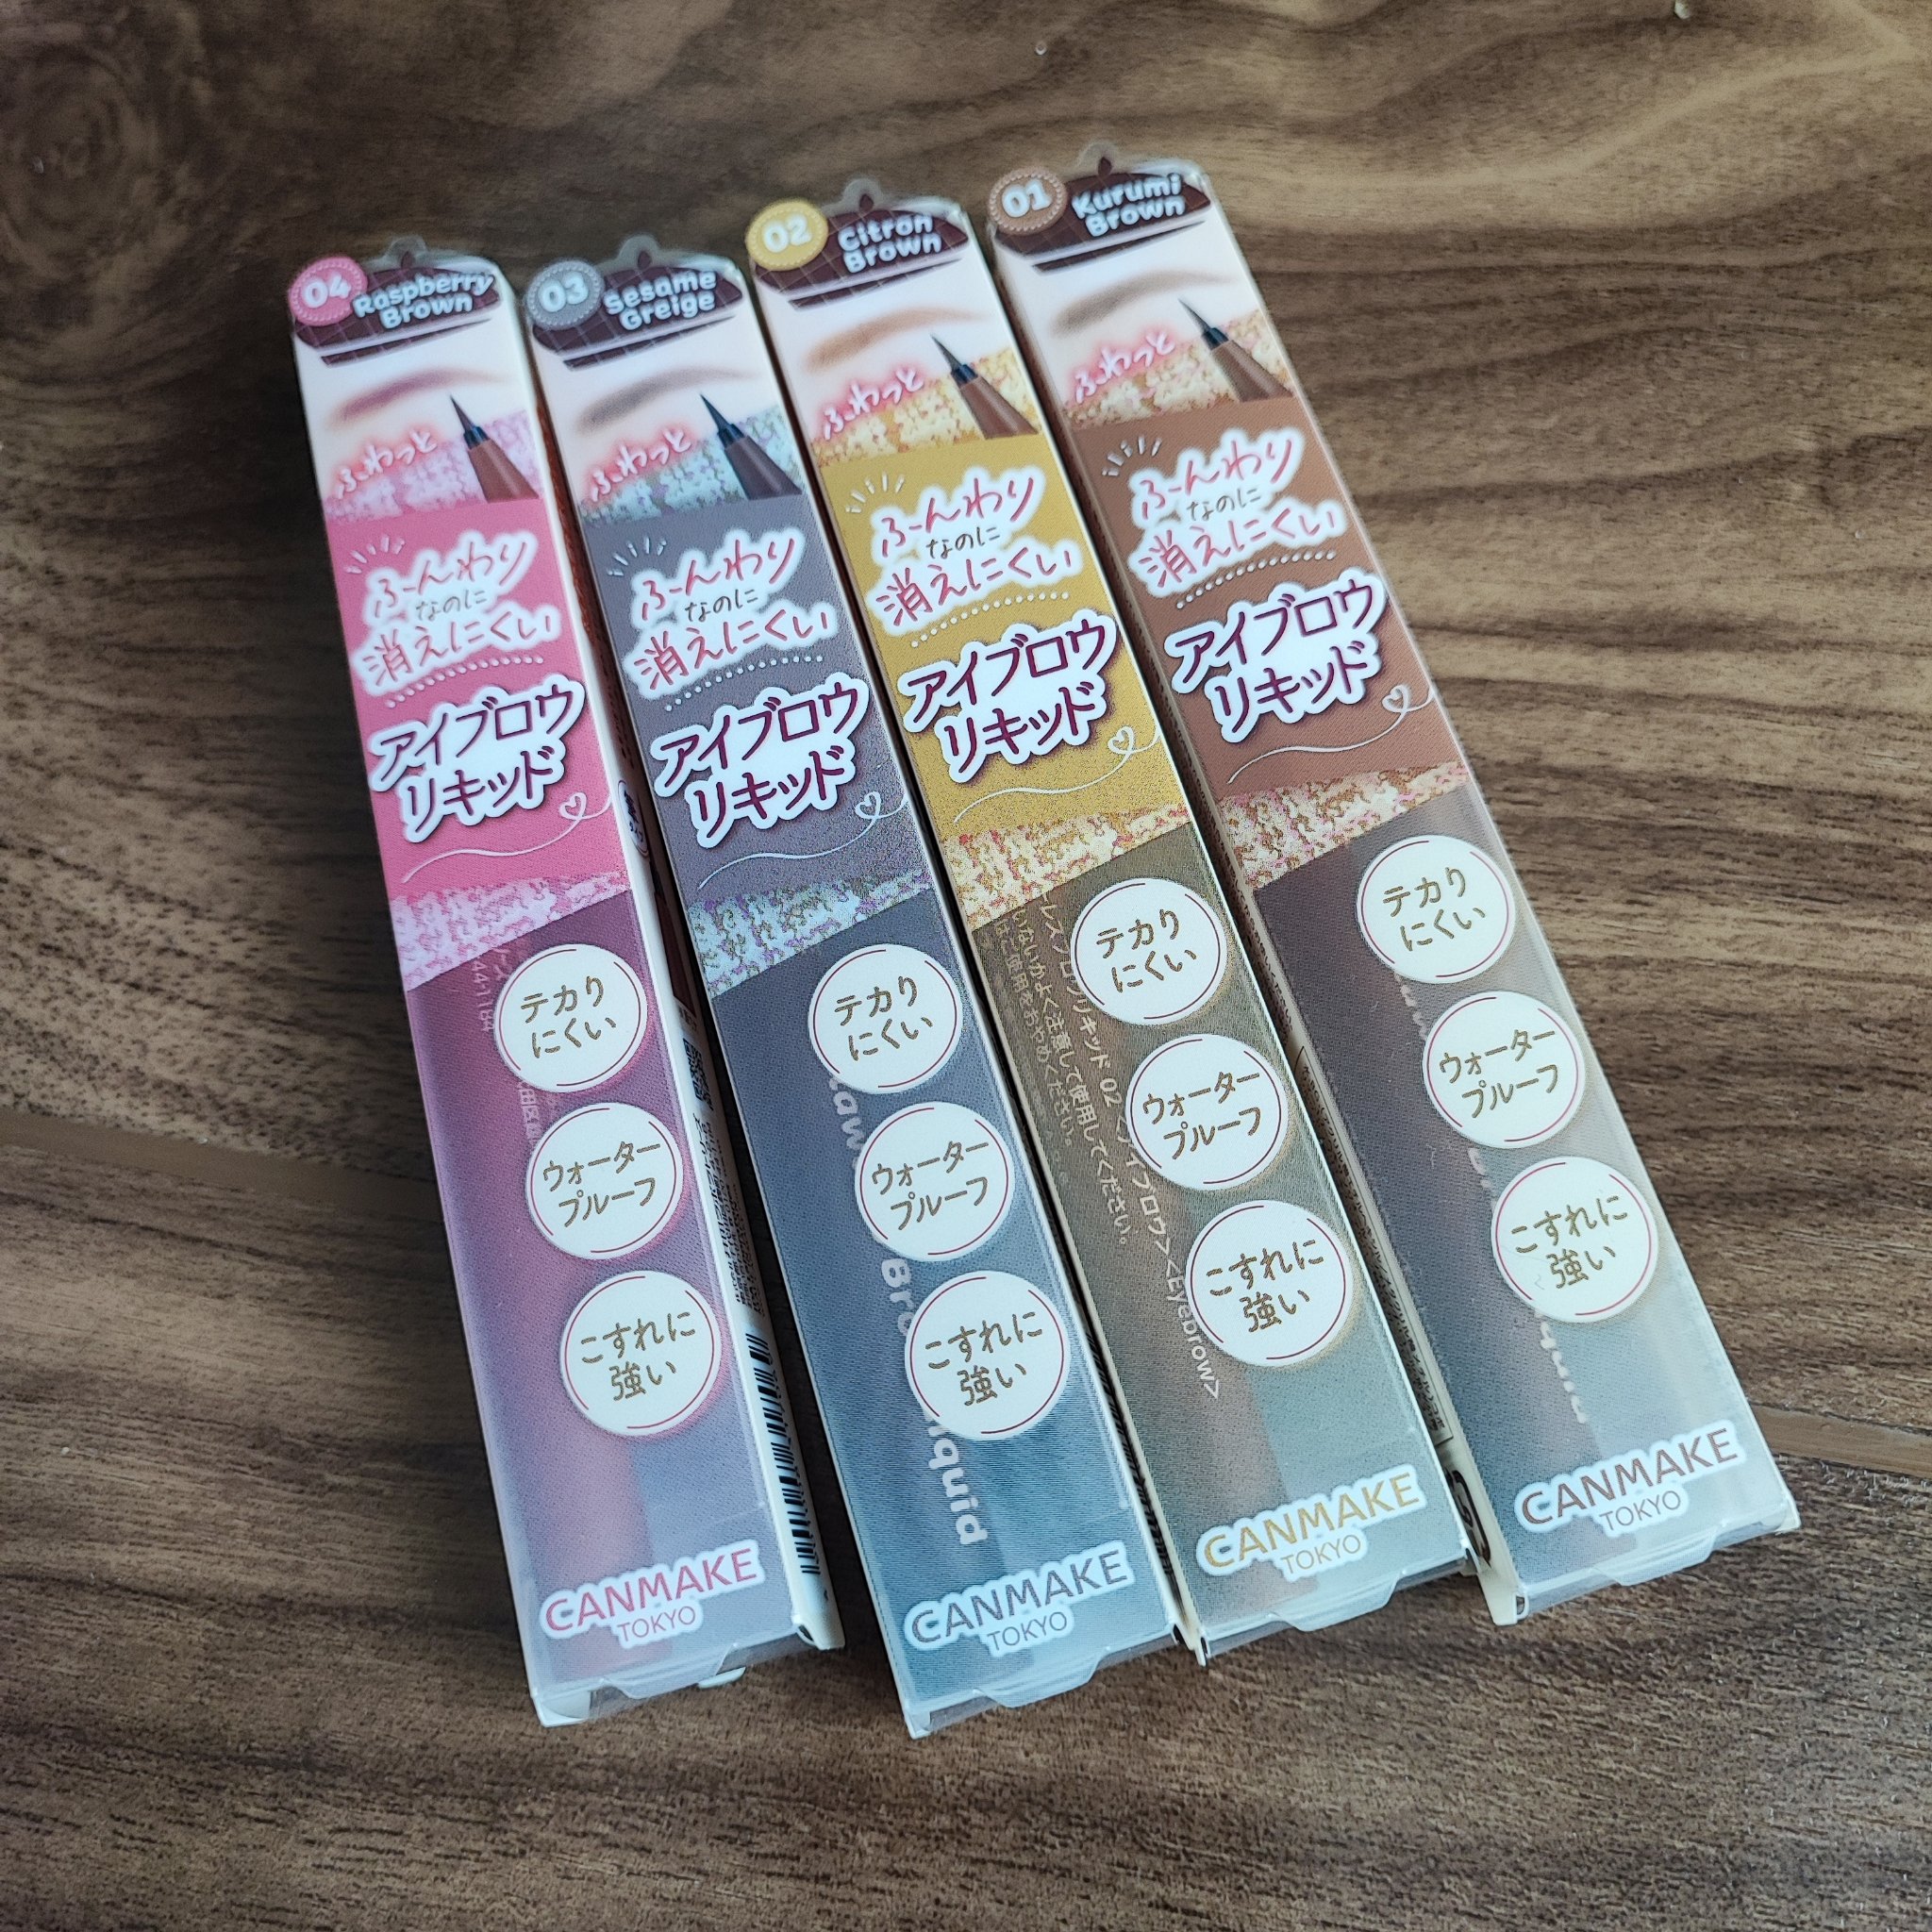 04
Raspberry
Brown
ふわっと
ふーんわり
なのに
消えにくい
アイブロウ
リキッド
テカり
にくい
ウォーター
プルーフ
こすれに
強い
CANMAKE
TOKYO
03
Sesame
Greige
ふわっと
ふーんわり
なのに
消えにくい
アイブロウ
リキッド
テカり
にくい
ウォーター
プルーフ
こすれに
強い
CANMAKE
TOKYO
02
Citron
Brown
ふわっと
ふーんわり
なのに
消えにくい
アイブロウ
リキッド
テカり
にくい
ウォーター
プルーフ
こすれに
強い
<Eyebrow>
CANMAKE
TOKYO
01
Kurumi
Brown
ふわっと
ふーんわり
なのに
消えにくい
アイブロウ
リキッド
テカり
にくい
ウォーター
プルーフ
こすれに
強い
CANMAKE
TOKYO